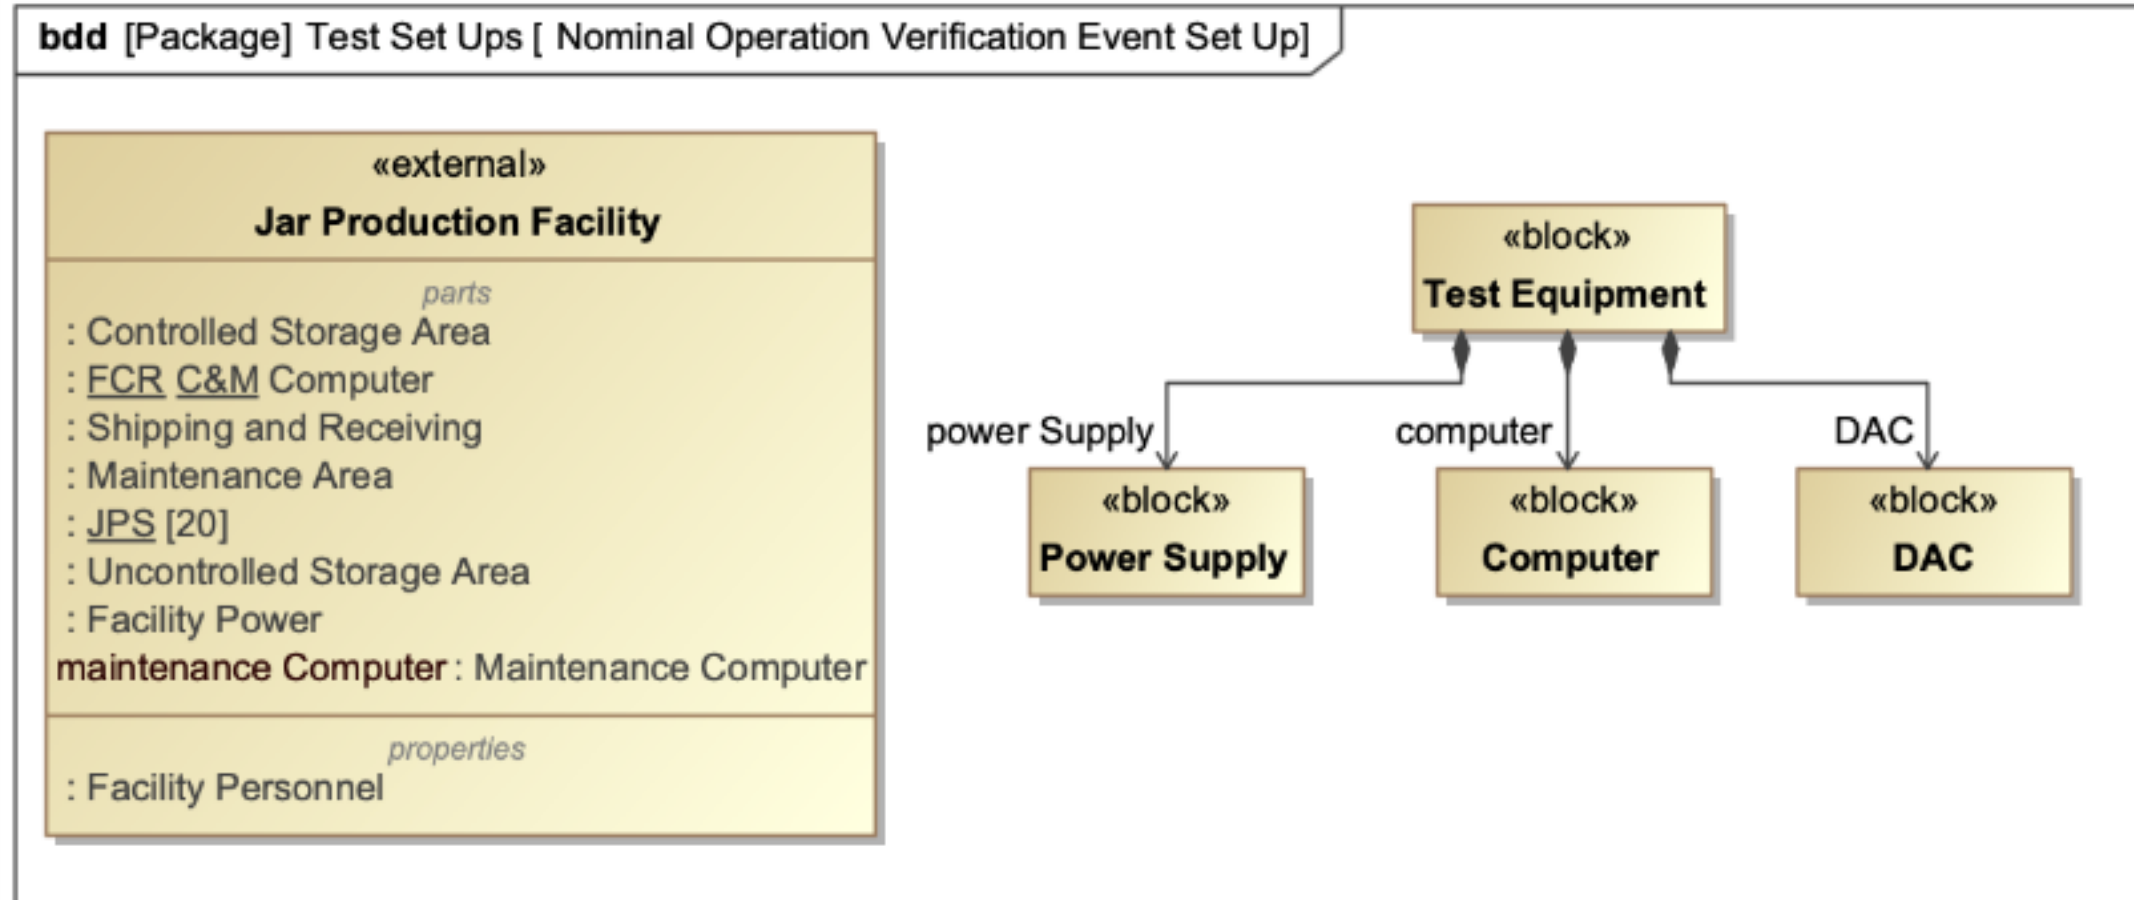 bdd [Package] Test Set Ups [ Nominal Operation Verification Event Set Up]
«external»
Jar Production Facility
parts
: Controlled Storage Area
: FCR C&M Computer
: Shipping and Receiving
: Maintenance Area
: JPS [20]
: Uncontrolled Storage Area
: Facility Power
maintenance Computer : Maintenance Computer
properties
: Facility Personnel
«block»
Test Equipment
power Supply
computer
DAC
«block»
Power Supply
«block»
Computer
«block»
DAC